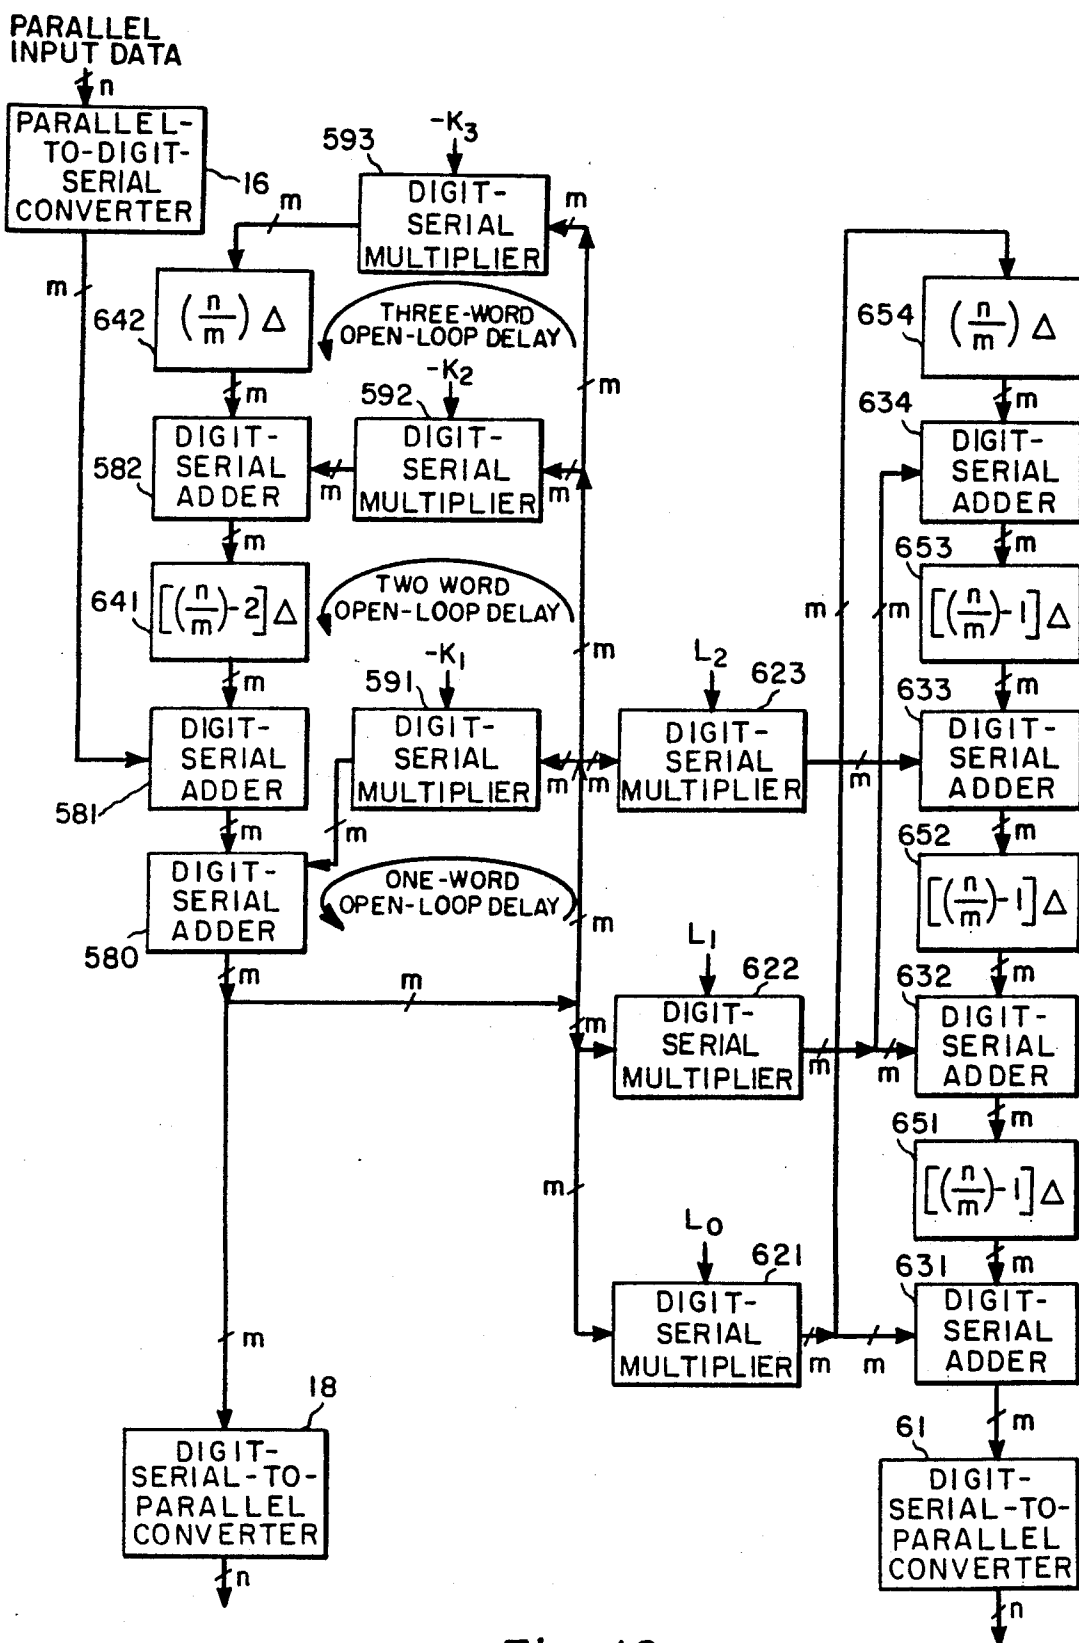 PARALLEL
INPUT DATA
n
PARALLEL-
TO-DIGIT-
SERIAL
CONVERTER
16
m
593
-K3
DIGIT-
SERIAL
MULTIPLIER
m
m
642
(n/m) Δ
THREE-WORD
OPEN-LOOP DELAY
m
m
654
(n/m) Δ
m
-K2
592
582
DIGIT-
SERIAL
ADDER
m
DIGIT-
SERIAL
MULTIPLIER
m
634
DIGIT-
SERIAL
ADDER
m
m
641
[(n/m)-2] Δ
TWO WORD
OPEN-LOOP DELAY
m
m
m
653
[(n/m)-1] Δ
m
m
-K1
591
581
DIGIT-
SERIAL
ADDER
DIGIT-
SERIAL
MULTIPLIER
m
m
L2
623
DIGIT-
SERIAL
MULTIPLIER
m
633
DIGIT-
SERIAL
ADDER
m
m
m
580
DIGIT-
SERIAL
ADDER
ONE-WORD
OPEN-LOOP DELAY
m
652
[(n/m)-1] Δ
m
m
m
m
L1
622
DIGIT-
SERIAL
MULTIPLIER
m
m
632
DIGIT-
SERIAL
ADDER
m
651
[(n/m)-1] Δ
m
m
L0
621
DIGIT-
SERIAL
MULTIPLIER
m
m
631
DIGIT-
SERIAL
ADDER
m
m
18
DIGIT-
SERIAL-TO-
PARALLEL
CONVERTER
n
61
DIGIT-
SERIAL-TO-
PARALLEL
CONVERTER
n